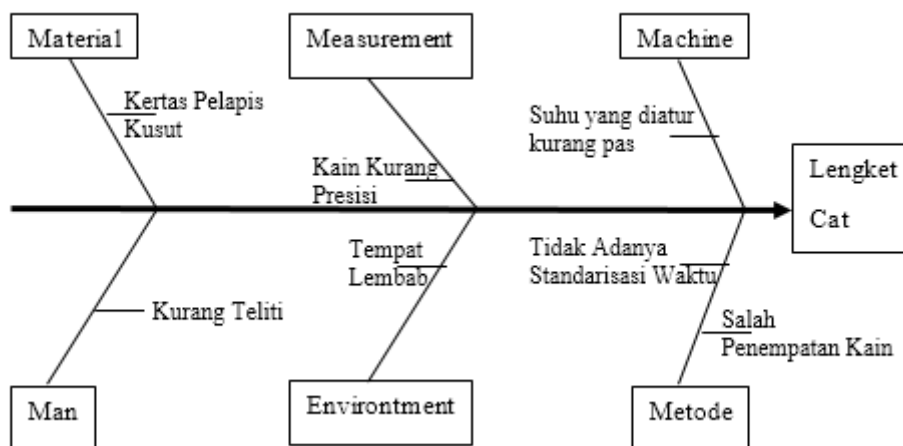 Material
Measurement
Machine
Kertas Pelapis
Kusut
Suhu yang diatur
kurang pas
Kain Kurang
Presisi
Lengket
Cat
Tempat
Lembab
Tidak Adanya
Standarisasi Waktu
Kurang Teliti
Salah
Penempatan Kain
Man
Environtment
Metode